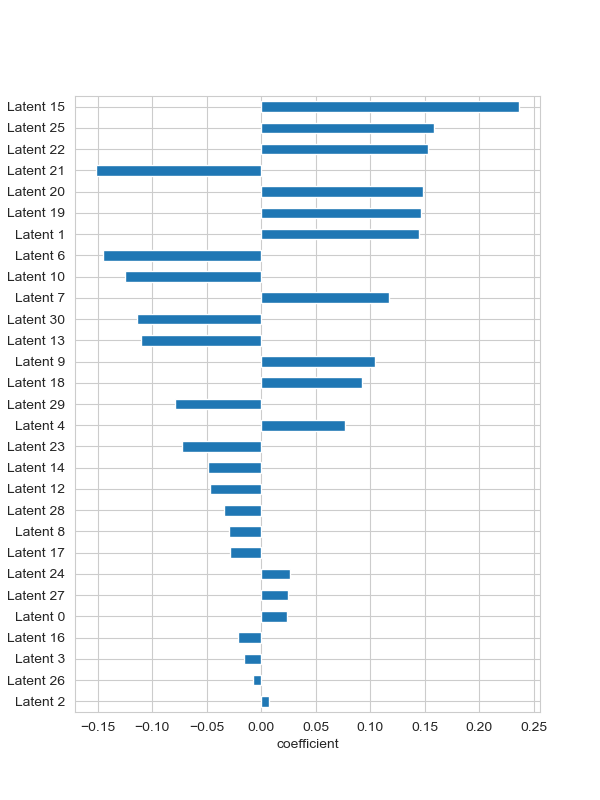 Latent 15
Latent 25
Latent 22
Latent 21
Latent 20
Latent 19
Latent 1
Latent 6
Latent 10
Latent 7
Latent 30
Latent 13
Latent 9
Latent 18
Latent 29
Latent 4
Latent 23
Latent 14
Latent 12
Latent 28
Latent 8
Latent 17
Latent 24
Latent 27
Latent 0
Latent 16
Latent 3
Latent 26
Latent 2
−0.15 −0.10 −0.05 0.00 0.05 0.10 0.15 0.20 0.25
coefficient